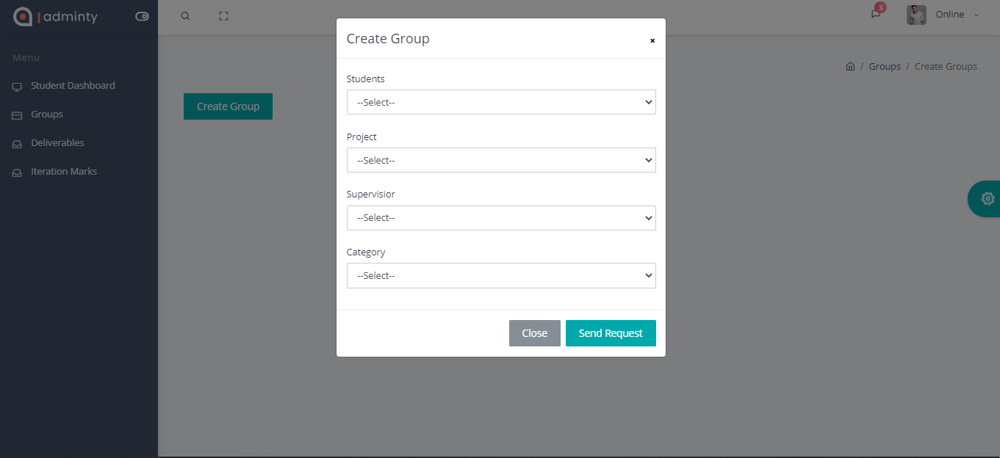 adminty
3
Online
Menu
Student Dashboard
Groups
Deliverables
Iteration Marks
Groups / Create Groups
Create Group
Create Group
×
Students
--Select--
Project
--Select--
Supervisior
--Select--
Category
--Select--
Close
Send Request